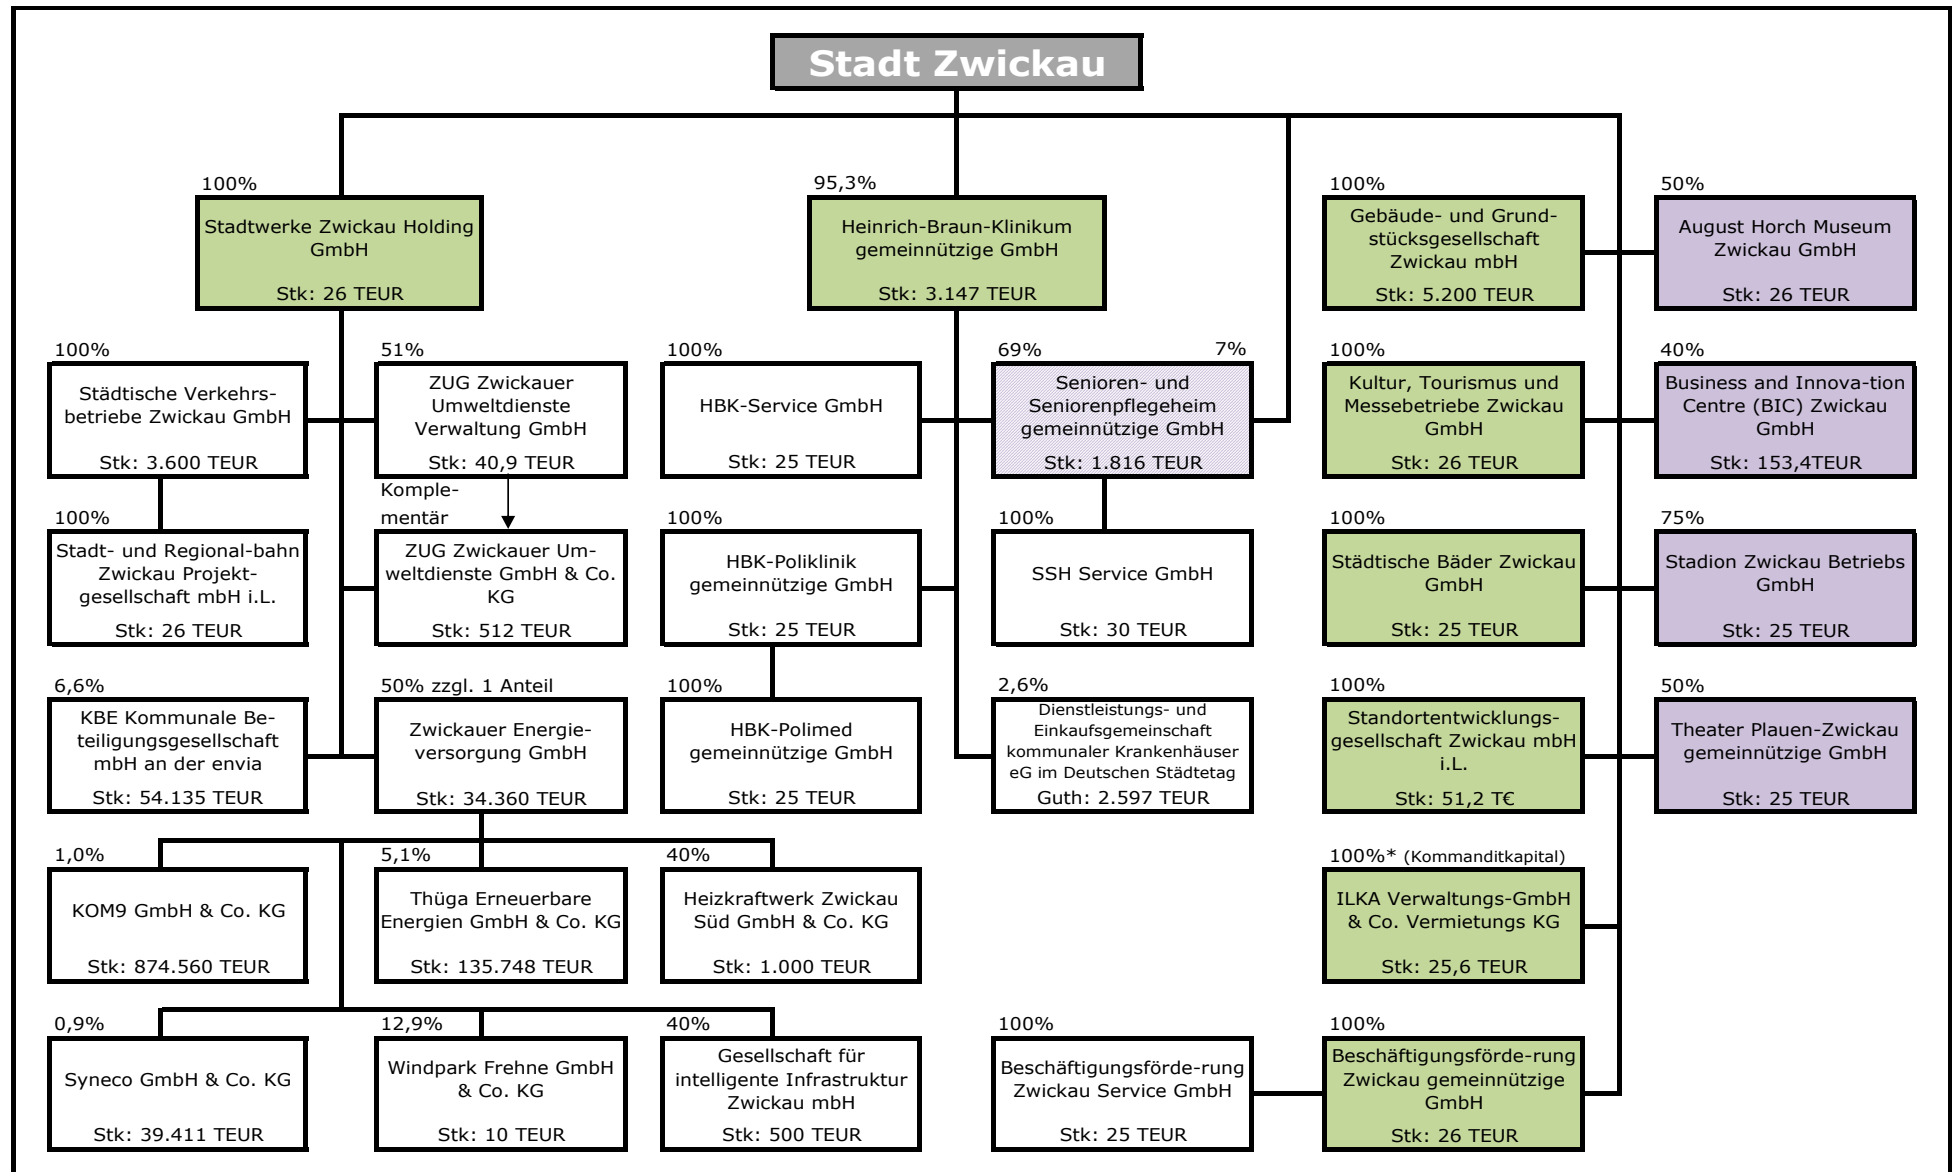 Stadt Zwickau
100%
Stadtwerke Zwickau Holding
GmbH
Stk: 26 TEUR
95,3%
Heinrich-Braun-Klinikum
gemeinnützige GmbH
Stk: 3.147 TEUR
100%
Gebäude- und Grund-
stücksgesellschaft
Zwickau mbH
Stk: 5.200 TEUR
50%
August Horch Museum
Zwickau GmbH
Stk: 26 TEUR
100%
Städtische Verkehrs-
betriebe Zwickau GmbH
Stk: 3.600 TEUR
51%
ZUG Zwickauer
Umweltdienste
Verwaltung GmbH
Stk: 40,9 TEUR
100%
HBK-Service GmbH
Stk: 25 TEUR
69% 7%
Senioren- und
Seniorenpflegeheim
gemeinnützige GmbH
Stk: 1.816 TEUR
100%
Kultur, Tourismus und
Messebetriebe Zwickau
GmbH
Stk: 26 TEUR
40%
Business and Innova-tion
Centre (BIC) Zwickau
GmbH
Stk: 153,4TEUR
100%
Stadt- und Regional-bahn
Zwickau Projekt-
gesellschaft mbH i.L.
Stk: 26 TEUR
Komple-
mentär
ZUG Zwickauer Um-
weltdienste GmbH & Co.
KG
Stk: 512 TEUR
100%
HBK-Poliklinik
gemeinnützige GmbH
Stk: 25 TEUR
100%
SSH Service GmbH
Stk: 30 TEUR
100%
Städtische Bäder Zwickau
GmbH
Stk: 25 TEUR
75%
Stadion Zwickau Betriebs
GmbH
Stk: 25 TEUR
6,6%
KBE Kommunale Be-
teiligungsgesellschaft
mbH an der envia
Stk: 54.135 TEUR
50% zzgl. 1 Anteil
Zwickauer Energie-
versorgung GmbH
Stk: 34.360 TEUR
100%
HBK-Polimed
gemeinnützige GmbH
Stk: 25 TEUR
2,6%
Dienstleistungs- und
Einkaufsgemeinschaft
kommunaler Krankenhäuser
eG im Deutschen Städtetag
Guth: 2.597 TEUR
100%
Standortentwicklungs-
gesellschaft Zwickau mbH
i.L.
Stk: 51,2 T€
50%
Theater Plauen-Zwickau
gemeinnützige GmbH
Stk: 25 TEUR
1,0%
KOM9 GmbH & Co. KG
Stk: 874.560 TEUR
5,1%
Thüga Erneuerbare
Energien GmbH & Co. KG
Stk: 135.748 TEUR
40%
Heizkraftwerk Zwickau
Süd GmbH & Co. KG
Stk: 1.000 TEUR
100%* (Kommanditkapital)
ILKA Verwaltungs-GmbH
& Co. Vermietungs KG
Stk: 25,6 TEUR
0,9%
Syneco GmbH & Co. KG
Stk: 39.411 TEUR
12,9%
Windpark Frehne GmbH
& Co. KG
Stk: 10 TEUR
40%
Gesellschaft für
intelligente Infrastruktur
Zwickau mbH
Stk: 500 TEUR
100%
Beschäftigungsförde-rung
Zwickau Service GmbH
Stk: 25 TEUR
100%
Beschäftigungsförde-rung
Zwickau gemeinnützige
GmbH
Stk: 26 TEUR